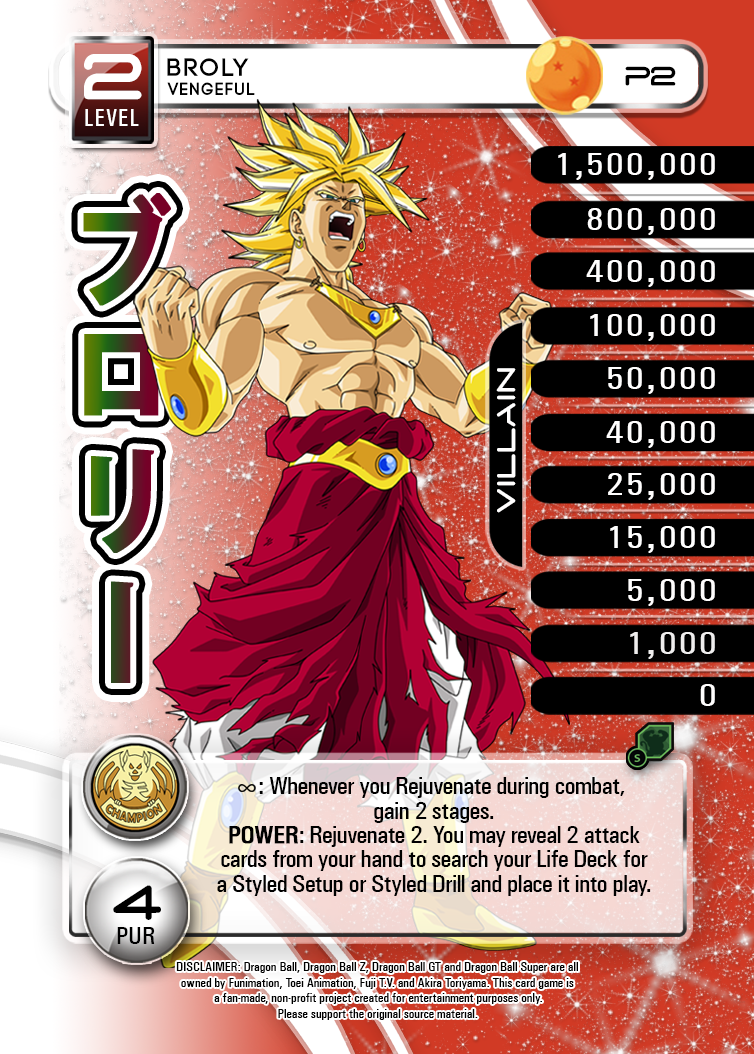 2
LEVEL
BROLY
VENGEFUL
P2
ブロリー
1,500,000
800,000
400,000
100,000
50,000
40,000
25,000
15,000
5,000
1,000
0
VILLAIN
S
CHAMPION
∞: Whenever you Rejuvenate during combat,
gain 2 stages.
POWER: Rejuvenate 2. You may reveal 2 attack
cards from your hand to search your Life Deck for
a Styled Setup or Styled Drill and place it into play.
4
PUR
DISCLAIMER: Dragon Ball, Dragon Ball Z, Dragon Ball GT and Dragon Ball Super are all
owned by Funimation, Toei Animation, Fuji T.V. and Akira Toriyama. This card game is
a fan-made, non-profit project created for entertainment purposes only.
Please support the original source material.